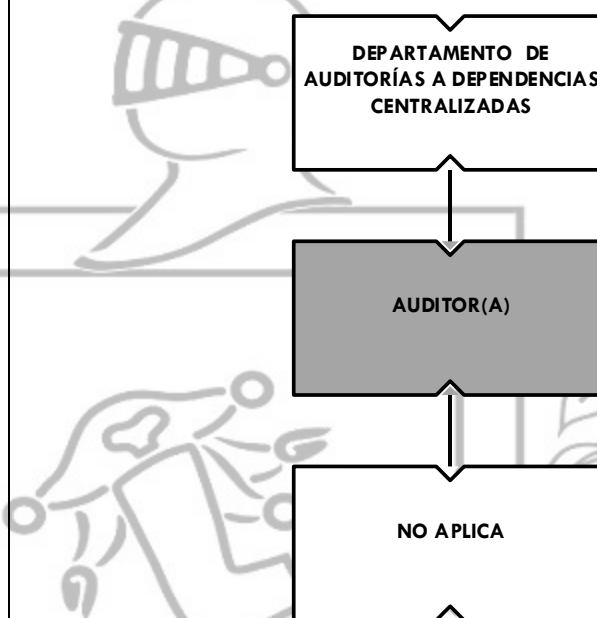 DEPARTAMENTO DE
AUDITORÍAS A DEPENDENCIAS
CENTRALIZADAS
AUDITOR(A)
NO APLICA